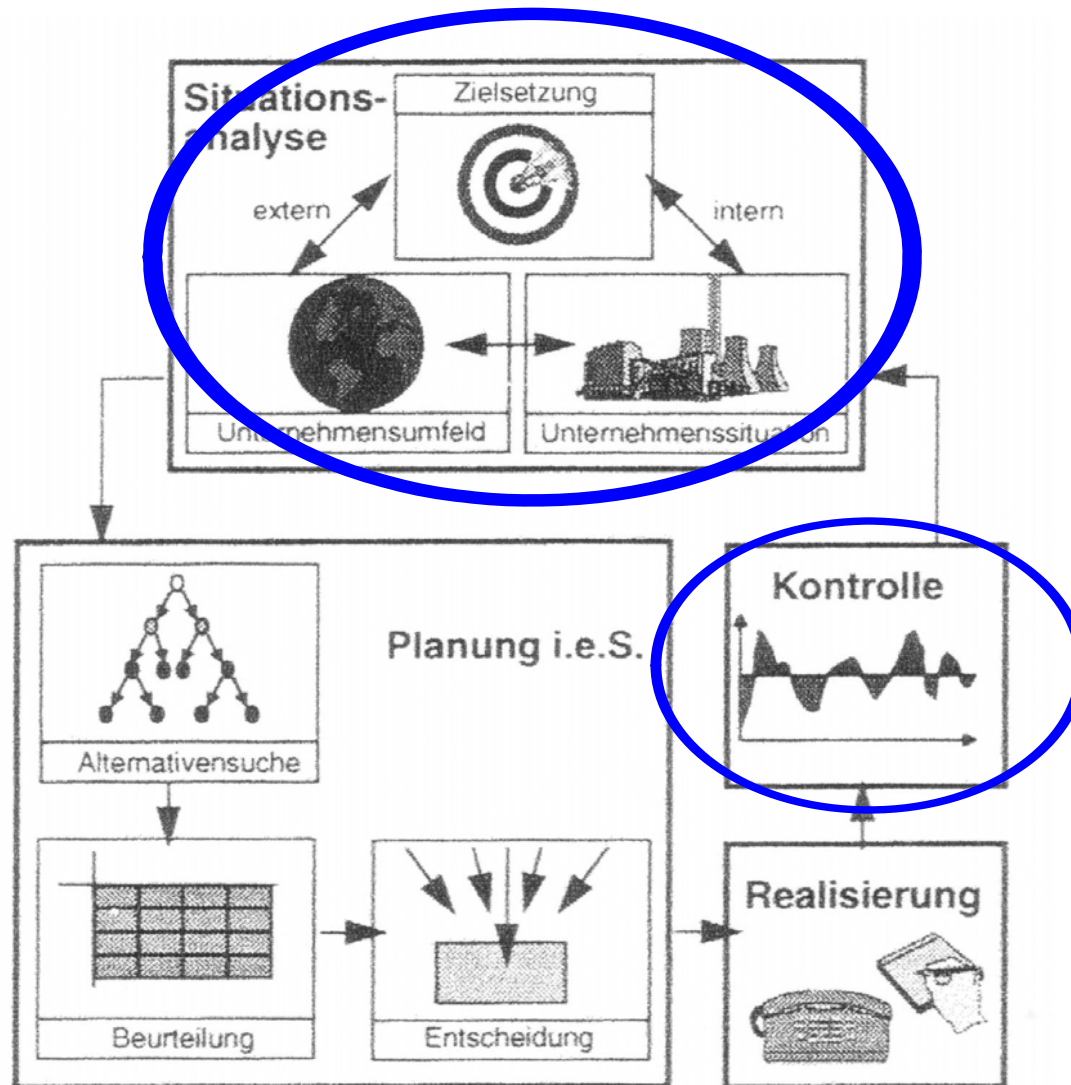 Situations-
analyse
Zielsetzung
extern
intern
Unternehmensumfeld
Unternehmenssituation
Planung i.e.S.
Alternativensuche
Beurteilung
Entscheidung
Kontrolle
Realisierung